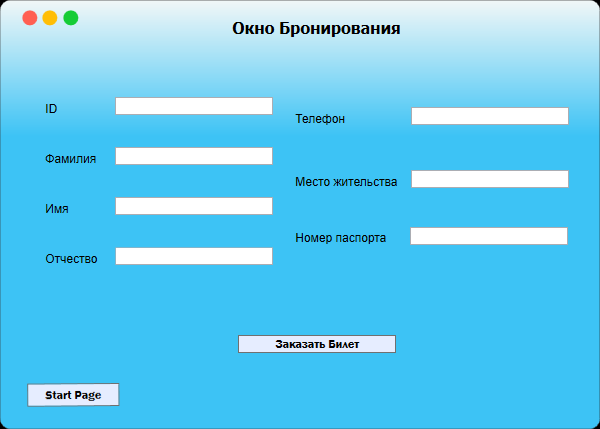 Окно Бронирования
ID
Фамилия
Имя
Отчество
Телефон
Место жительства
Номер паспорта
Заказать Билет
Start Page